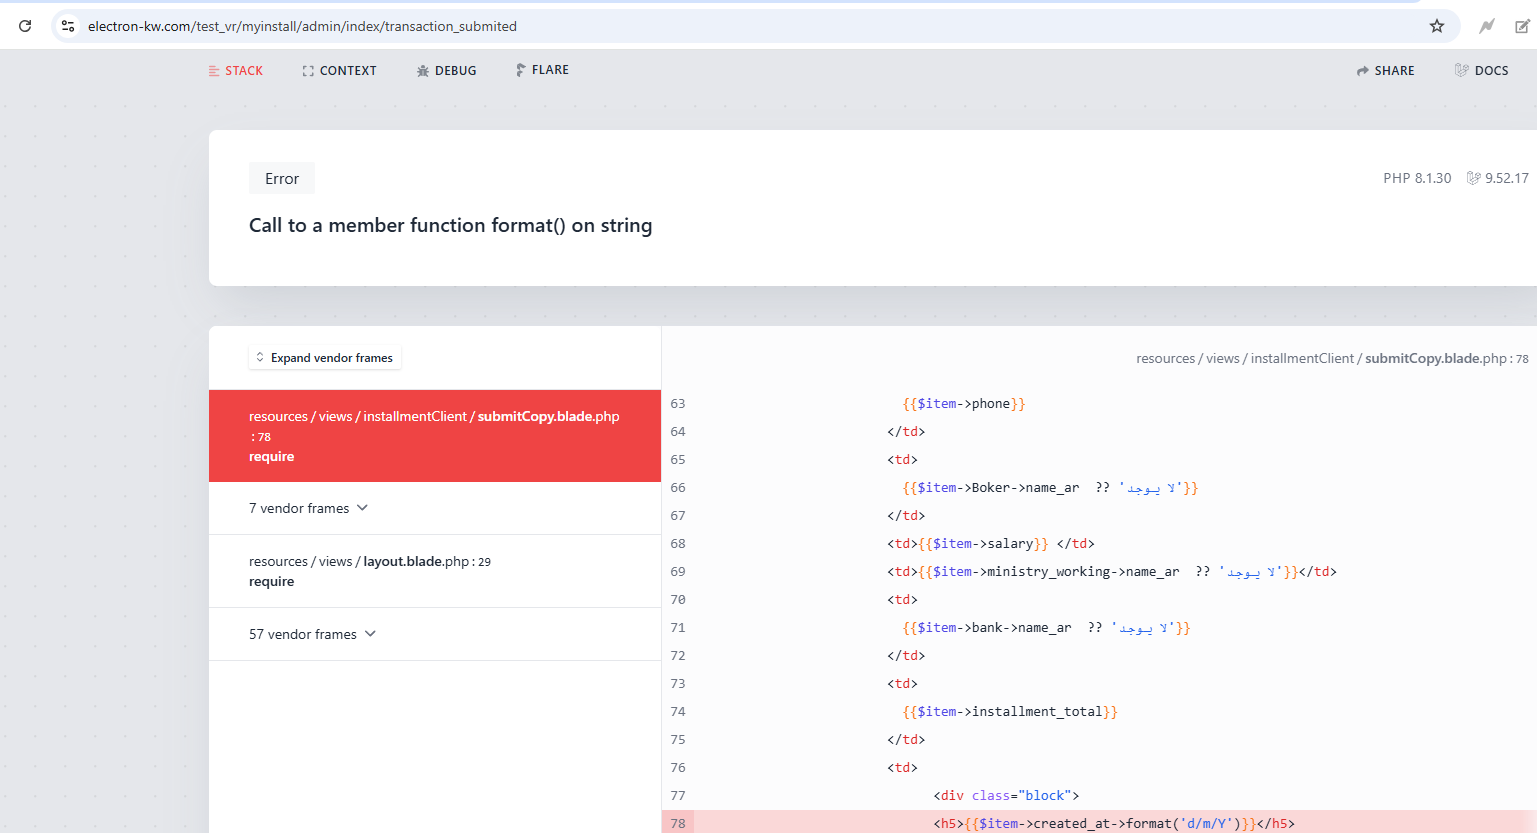 electron-kw.com/test_vr/myinstall/admin/index/transaction_submited
STACK CONTEXT DEBUG FLARE SHARE DOCS
Error PHP 8.1.30 9.52.17
Call to a member function format() on string
Expand vendor frames
resources / views / installmentClient / submitCopy.blade.php
: 78
require
7 vendor frames
resources / views / layout.blade.php : 29
require
57 vendor frames
resources / views / installmentClient / submitCopy.blade.php : 78
63 {{$item->phone}}
64 </td>
65 <td>
66 {{$item->Boker->name_ar ?? 'لا يوجد'}}
67 </td>
68 <td>{{$item->salary}} </td>
69 <td>{{$item->ministry_working->name_ar ?? 'لا يوجد'}}</td>
70 <td>
71 {{$item->bank->name_ar ?? 'لا يوجد'}}
72 </td>
73 <td>
74 {{$item->installment_total}}
75 </td>
76 <td>
77 <div class="block">
78 <h5>{{$item->created_at->format('d/m/Y')}}</h5>